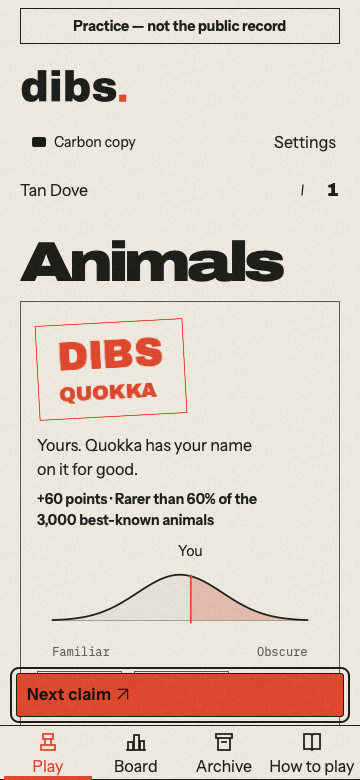 Practice — not the public record
dibs.
Carbon copy
Settings
Tan Dove
1
Animals
DIBS
QUOKKA
Yours. Quokka has your name
on it for good.
+60 points · Rarer than 60% of the
3,000 best-known animals
You
Familiar
Obscure
Next claim ↗
Play
Board
Archive
How to play